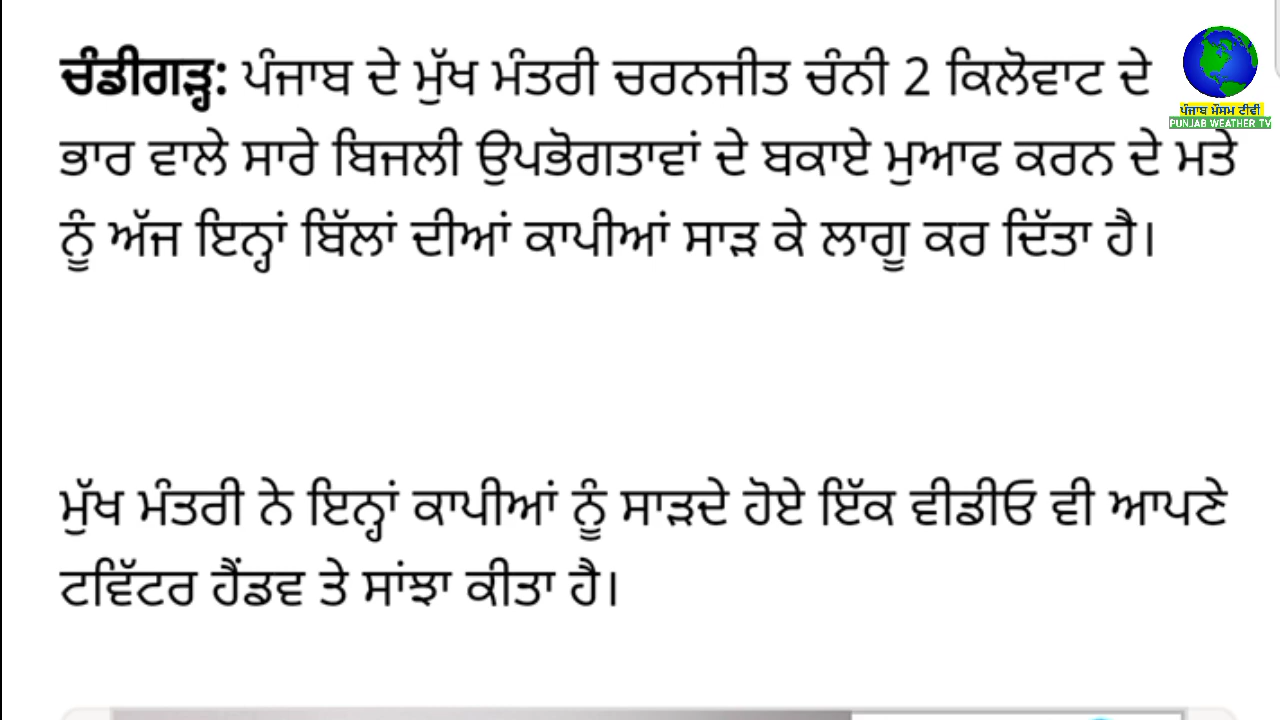 ਚੰਡੀਗੜ੍ਹ: ਪੰਜਾਬ ਦੇ ਮੁੱਖ ਮੰਤਰੀ ਚਰਨਜੀਤ ਚੰਨੀ 2 ਕਿਲੋਵਾਟ ਦੇ
ਭਾਰ ਵਾਲੇ ਸਾਰੇ ਬਿਜਲੀ ਉਪਭੋਗਤਾਵਾਂ ਦੇ ਬਕਾਏ ਮੁਆਫ ਕਰਨ ਦੇ ਮਤੇ
ਨੂੰ ਅੱਜ ਇਨ੍ਹਾਂ ਬਿੱਲਾਂ ਦੀਆਂ ਕਾਪੀਆਂ ਸਾੜ ਕੇ ਲਾਗੂ ਕਰ ਦਿੱਤਾ ਹੈ।
ਮੁੱਖ ਮੰਤਰੀ ਨੇ ਇਨ੍ਹਾਂ ਕਾਪੀਆਂ ਨੂੰ ਸਾੜਦੇ ਹੋਏ ਇੱਕ ਵੀਡੀਓ ਵੀ ਆਪਣੇ
ਟਵਿੱਟਰ ਹੈਂਡਵ ਤੇ ਸਾਂਝਾ ਕੀਤਾ ਹੈ।
ਪੰਜਾਬ ਮੌਸਮ ਟੀਵੀ
PUNJAB WEATHER TV